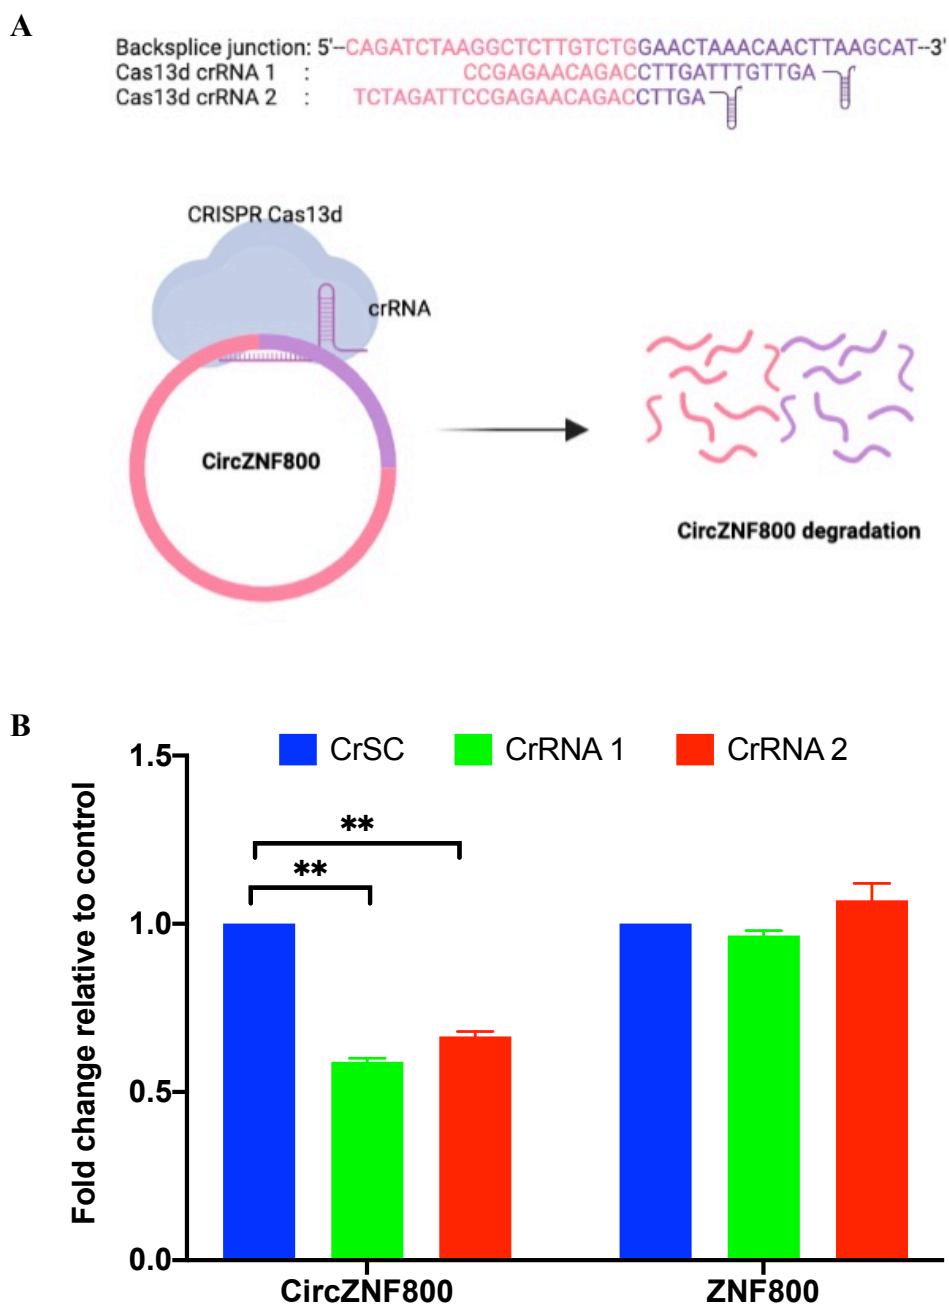 A
Backsplice junction: 5'--CAGATCTAAGGCTCTTGTCTGGAACTAAACAACTTAAGCAT--3'
Cas13d crRNA 1 : CCGAGAACAGACCTTGATTTGTTGA
Cas13d crRNA 2 : TCTAGATTCCGAGAACAGACCTTGA
CRISPR Cas13d
crRNA
CircZNF800
CircZNF800 degradation
B
CrSC CrRNA 1 CrRNA 2
1.5
**
**
1.0
0.5
0.0
Fold change relative to control
CircZNF800 ZNF800